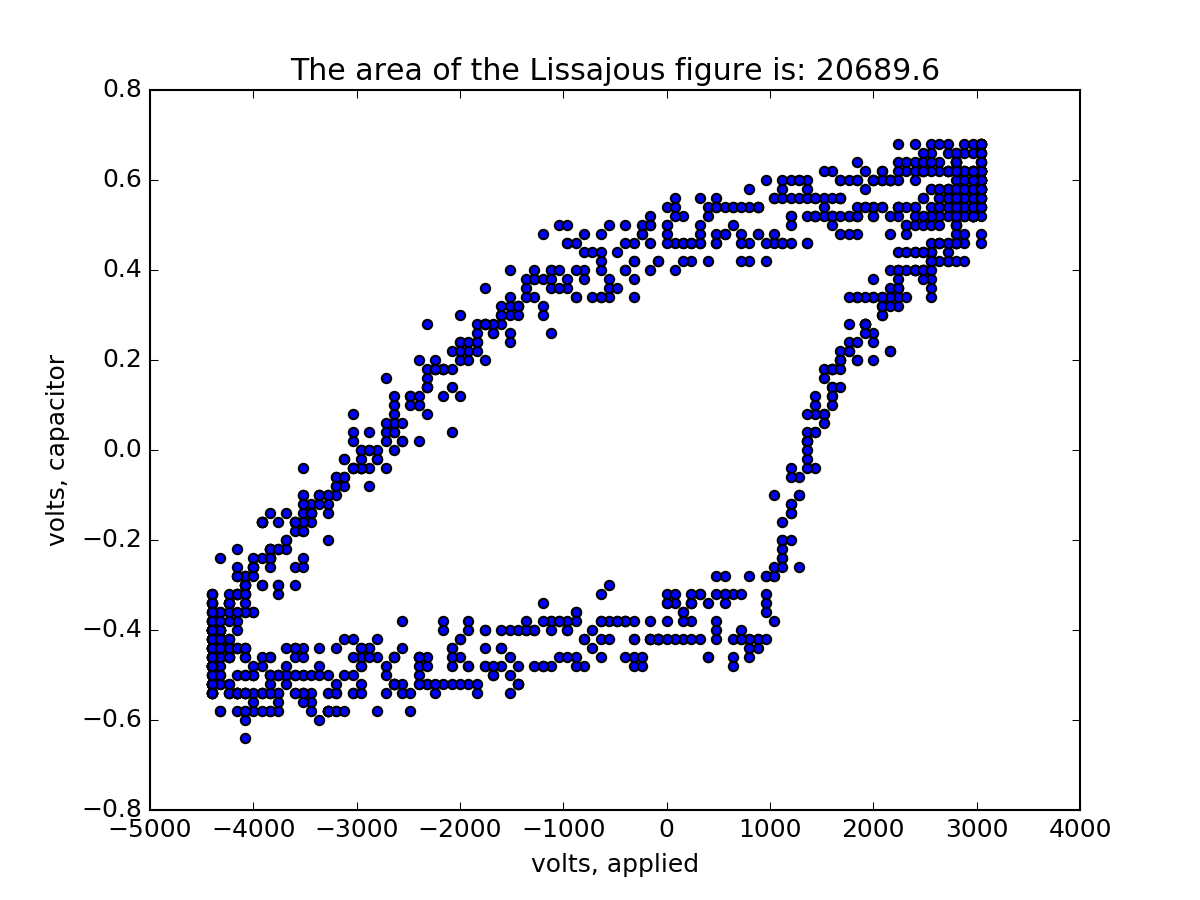 The area of the Lissajous figure is: 20689.6
0.8
0.6
0.4
0.2
0.0
−0.2
−0.4
−0.6
−0.8
volts, capacitor
−5000 −4000 −3000 −2000 −1000 0 1000 2000 3000 4000
volts, applied